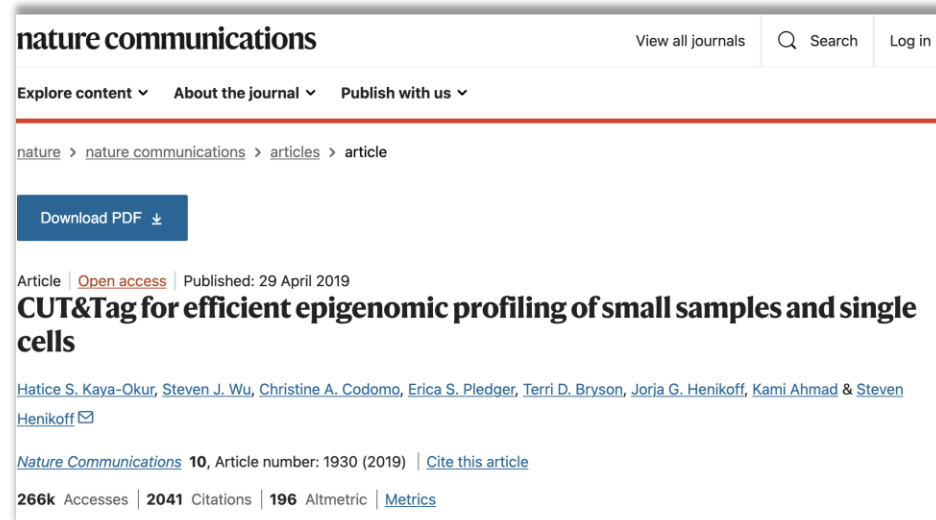 nature communications
View all journals Search Log in
Explore content About the journal Publish with us
nature > nature communications > articles > article
Download PDF
Article | Open access | Published: 29 April 2019
CUT&Tag for efficient epigenomic profiling of small samples and single
cells
Hatice S. Kaya-Okur, Steven J. Wu, Christine A. Codomo, Erica S. Pledger, Terri D. Bryson, Jorja G. Henikoff, Kami Ahmad & Steven
Henikoff
Nature Communications 10, Article number: 1930 (2019) | Cite this article
266k Accesses | 2041 Citations | 196 Altmetric | Metrics